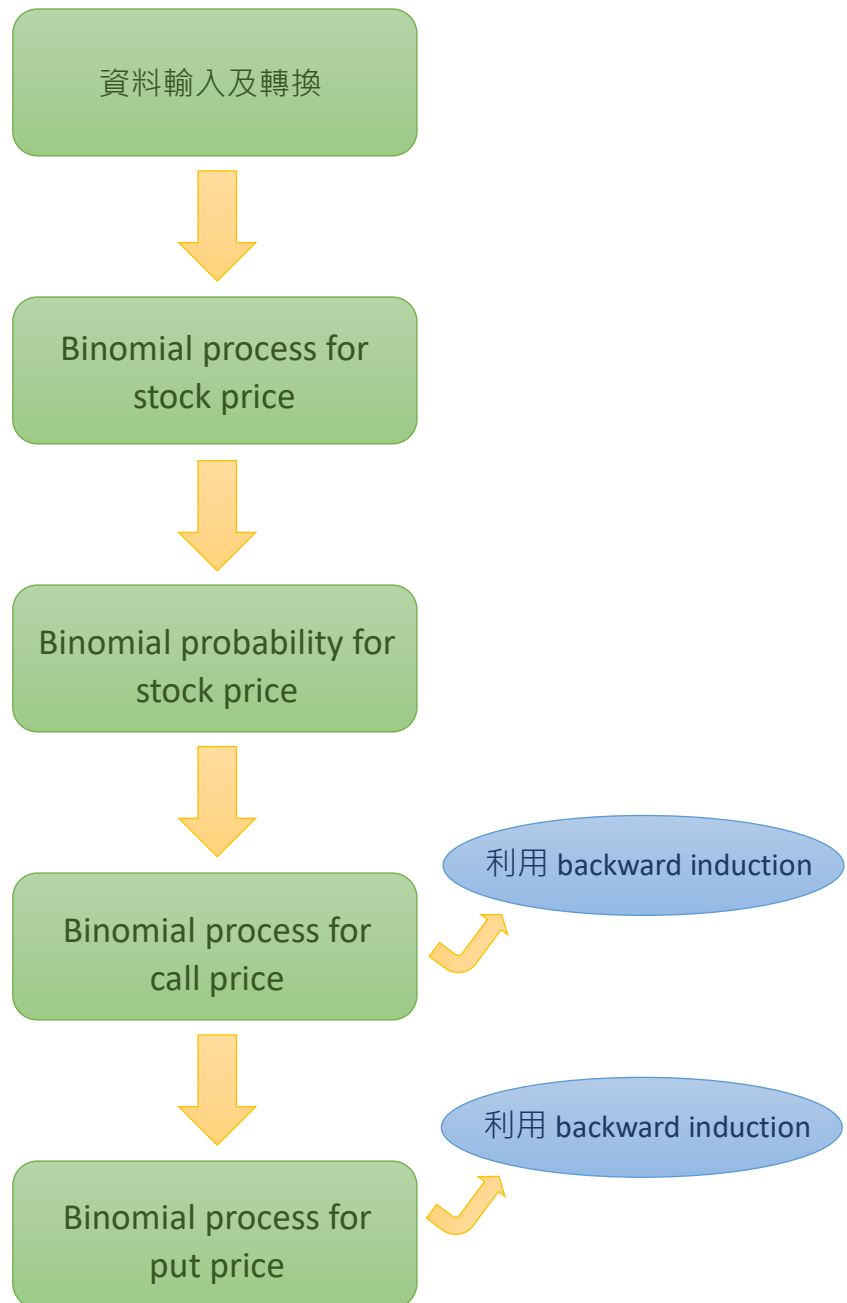 資料輸入及轉換
Binomial process for
stock price
Binomial probability for
stock price
利用 backward induction
Binomial process for
call price
利用 backward induction
Binomial process for
put price